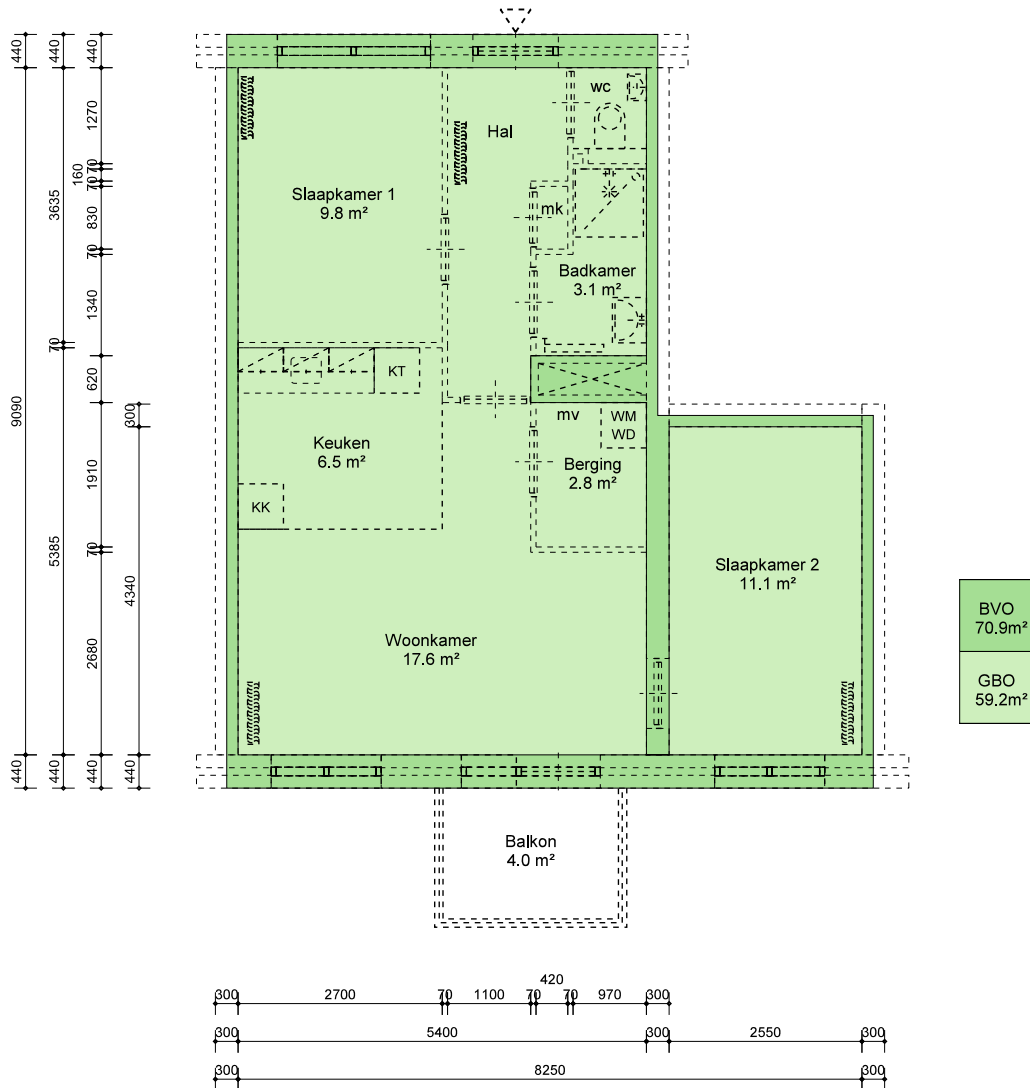 wc
Hal
Slaapkamer 1
9.8 m²
mk
Badkamer
3.1 m²
KT
mv
WM
WD
Keuken
6.5 m²
Berging
2.8 m²
KK
Slaapkamer 2
11.1 m²
Woonkamer
17.6 m²
BVO
70.9m²
GBO
59.2m²
Balkon
4.0 m²
440
9090
440
440
3635
70
5385
440
440
1270
70
160
70
830
70
1340
620
1910
70
2680
440
300
4340
440
420
300
2700
70
1100
70
70
970
300
300
5400
300
2550
300
300
8250
300